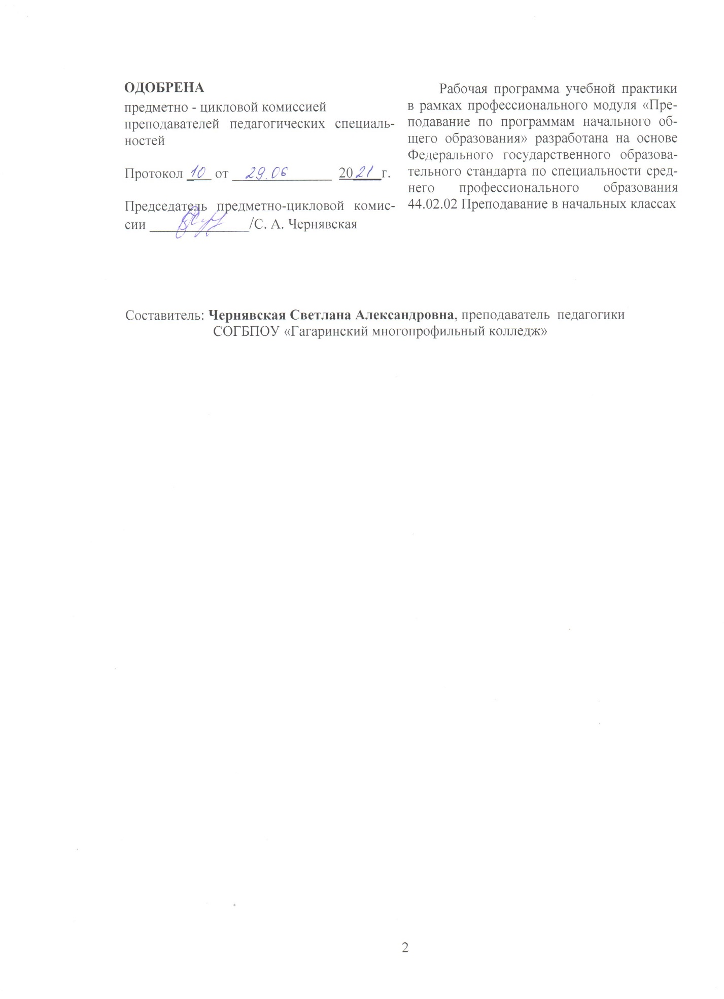 ОДОБРЕНА
предметно - цикловой комиссией
преподавателей педагогических специаль-
ностей
Протокол 10 от 29.06 2021 г.
Председатель предметно-цикловой комис-
сии /С. А. Чернявская
Рабочая программа учебной практики
в рамках профессионального модуля «Пре-
подавание по программам начального об-
щего образования» разработана на основе
Федерального государственного образова-
тельного стандарта по специальности сред-
него профессионального образования
44.02.02 Преподавание в начальных классах
Составитель: Чернявская Светлана Александровна, преподаватель педагогики
СОГБПОУ «Гагаринский многопрофильный колледж»
2